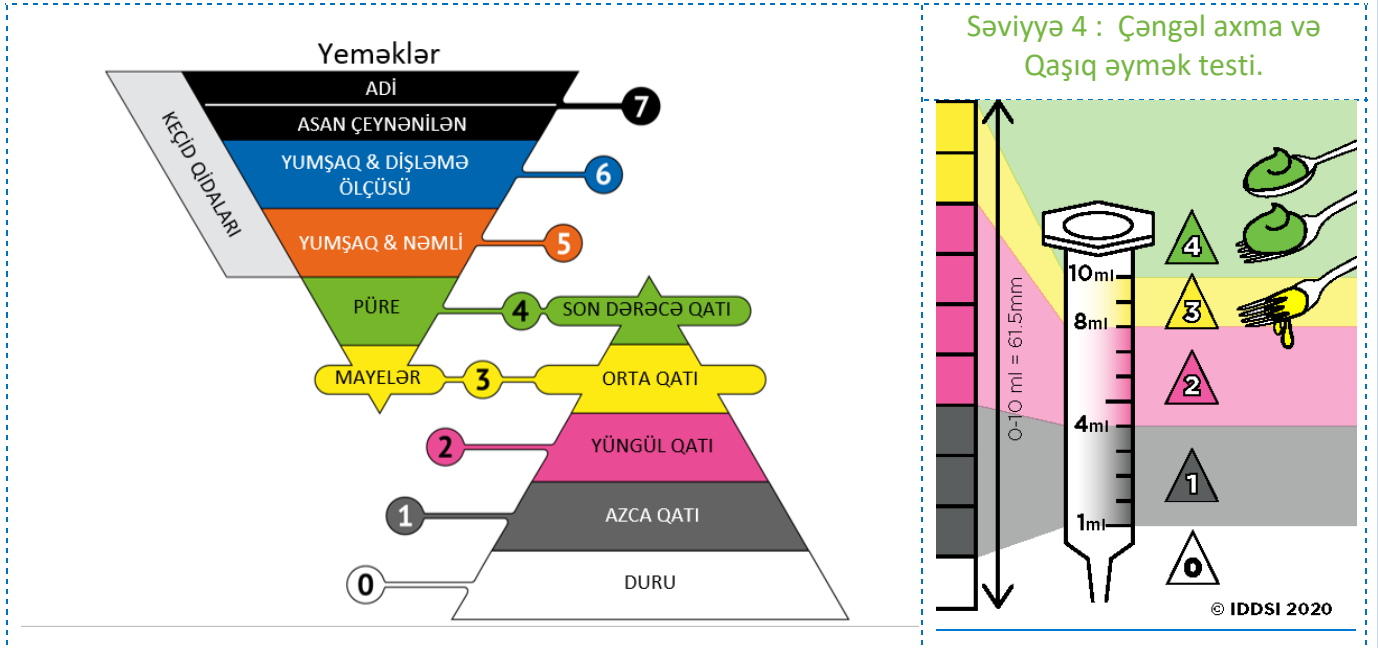 Yeməklər
ADİ
7
ASAN ÇEYNƏNİLƏN
KEÇİD QİDALARI
YUMŞAQ & DİŞLƏMƏ
ÖLÇÜSÜ
6
YUMŞAQ & NƏMLİ
5
PÜRE
4
SON DƏRƏCƏ QATI
MAYELƏR
3
ORTA QATI
2
YÜNGÜL QATI
1
AZCA QATI
0
DURU
Səviyyə 4 : Çəngəl axma və
Qaşıq əymək testi.
0-10 ml = 61.5mm
10ml
8ml
4ml
1ml
4
3
2
1
0
© IDDSI 2020